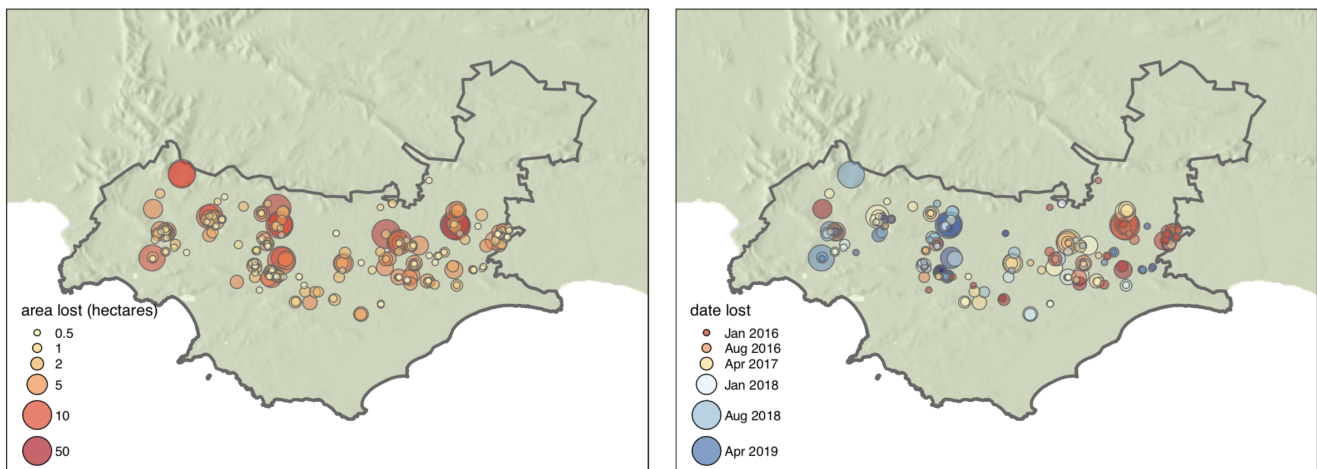 area lost (hectares)
0.5
1
2
5
10
50
date lost
Jan 2016
Aug 2016
Apr 2017
Jan 2018
Aug 2018
Apr 2019